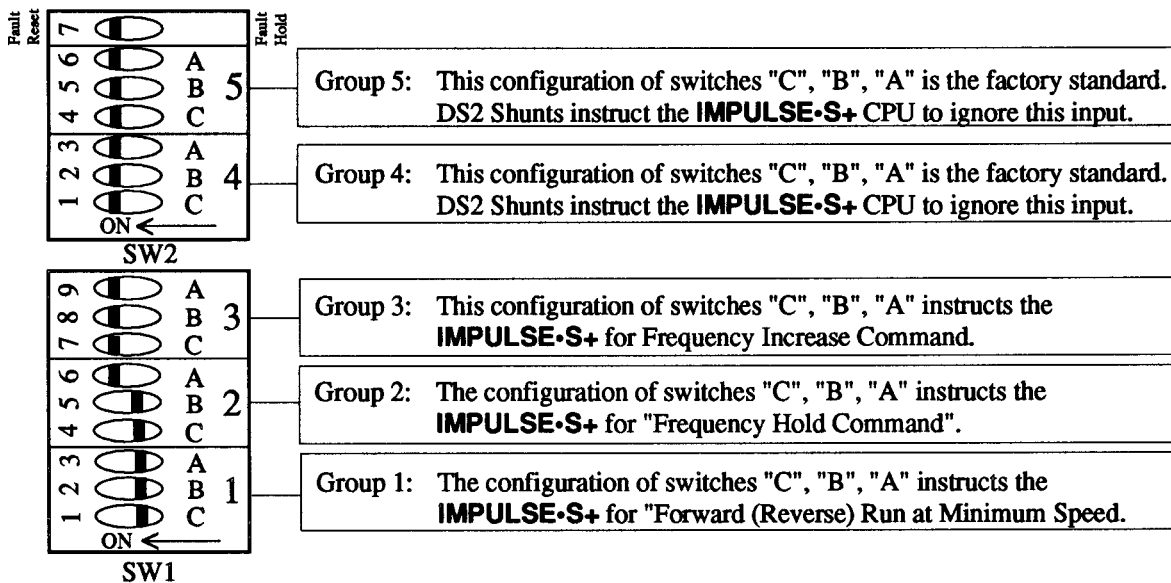 Fault
Reset
7
Fault
Hold
6 A
5 B 5
4 C
Group 5: This configuration of switches "C", "B", "A" is the factory standard.
DS2 Shunts instruct the IMPULSE•S+ CPU to ignore this input.
3 A
2 B 4
1 C
ON
Group 4: This configuration of switches "C", "B", "A" is the factory standard.
DS2 Shunts instruct the IMPULSE•S+ CPU to ignore this input.
SW2
9 A
8 B 3
7 C
Group 3: This configuration of switches "C", "B", "A" instructs the
IMPULSE•S+ for Frequency Increase Command.
6 A
5 B 2
4 C
Group 2: The configuration of switches "C", "B", "A" instructs the
IMPULSE•S+ for "Frequency Hold Command".
3 A
2 B 1
1 C
ON
Group 1: The configuration of switches "C", "B", "A" instructs the
IMPULSE•S+ for "Forward (Reverse) Run at Minimum Speed.
SW1